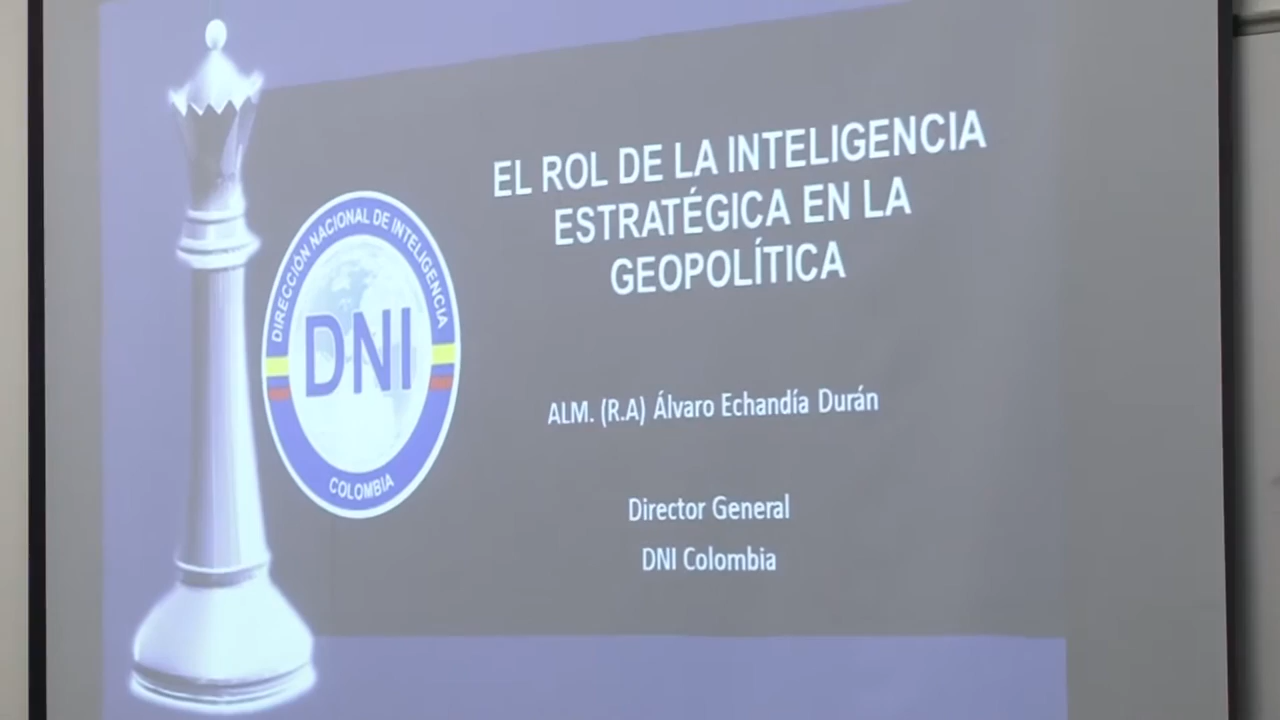 EL ROL DE LA INTELIGENCIA
ESTRATÉGICA EN LA
GEOPOLÍTICA
DIRECCIÓN NACIONAL DE INTELIGENCIA
DNI
COLOMBIA
ALM. (R.A) Álvaro Echandía Durán
Director General
DNI Colombia